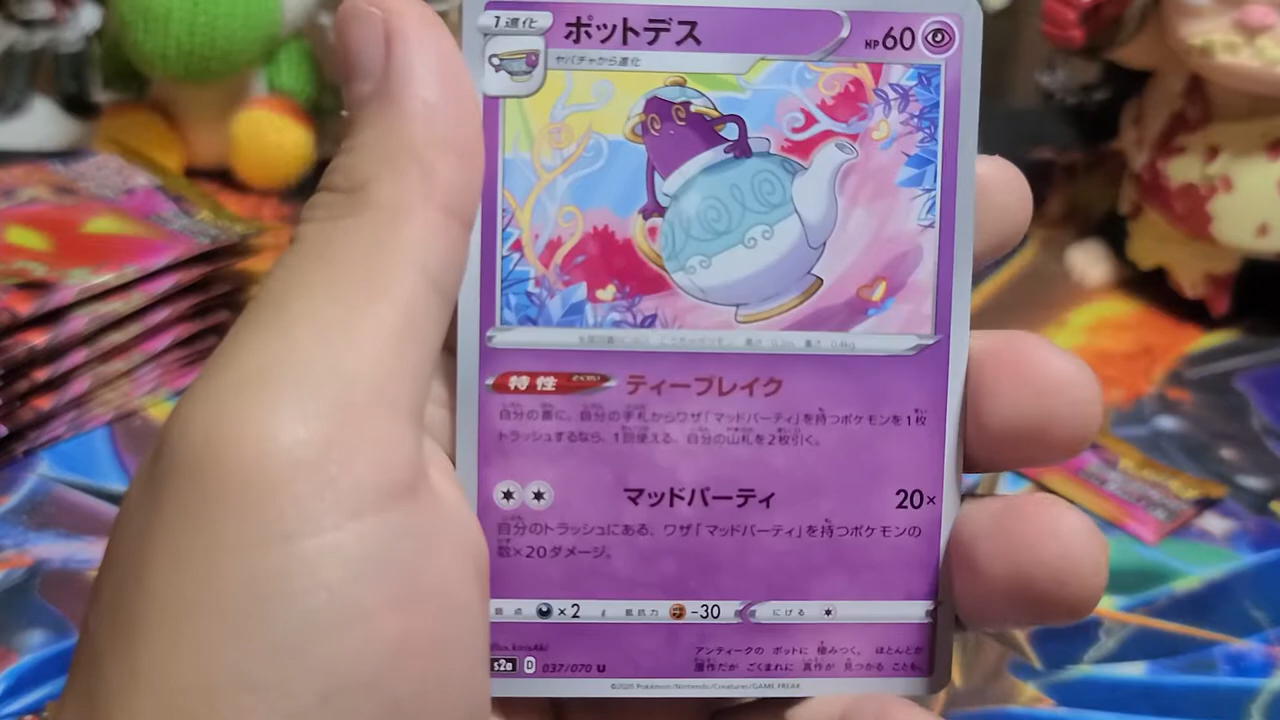 1進化
ポットデス
HP60
ヤバチャから進化
特性
ティーブレイク
自分の番に、自分の手札からワザ「マッドパーティ」を持つポケモンを1枚
トラッシュするなら、1回使える。自分の山札を2枚引く。
マッドパーティ 20×
自分のトラッシュにある、ワザ「マッドパーティ」を持つポケモンの
数×20ダメージ。
弱点 ×2 抵抗力 -30 にげる
s2a D 037/070 U
アンティークの ポットに 棲みつく。 ほとんどか
贋作だが ごくまれに 真作が 見つかる ことも。
©2020 Pokémon/Nintendo/Creatures/GAME FREAK